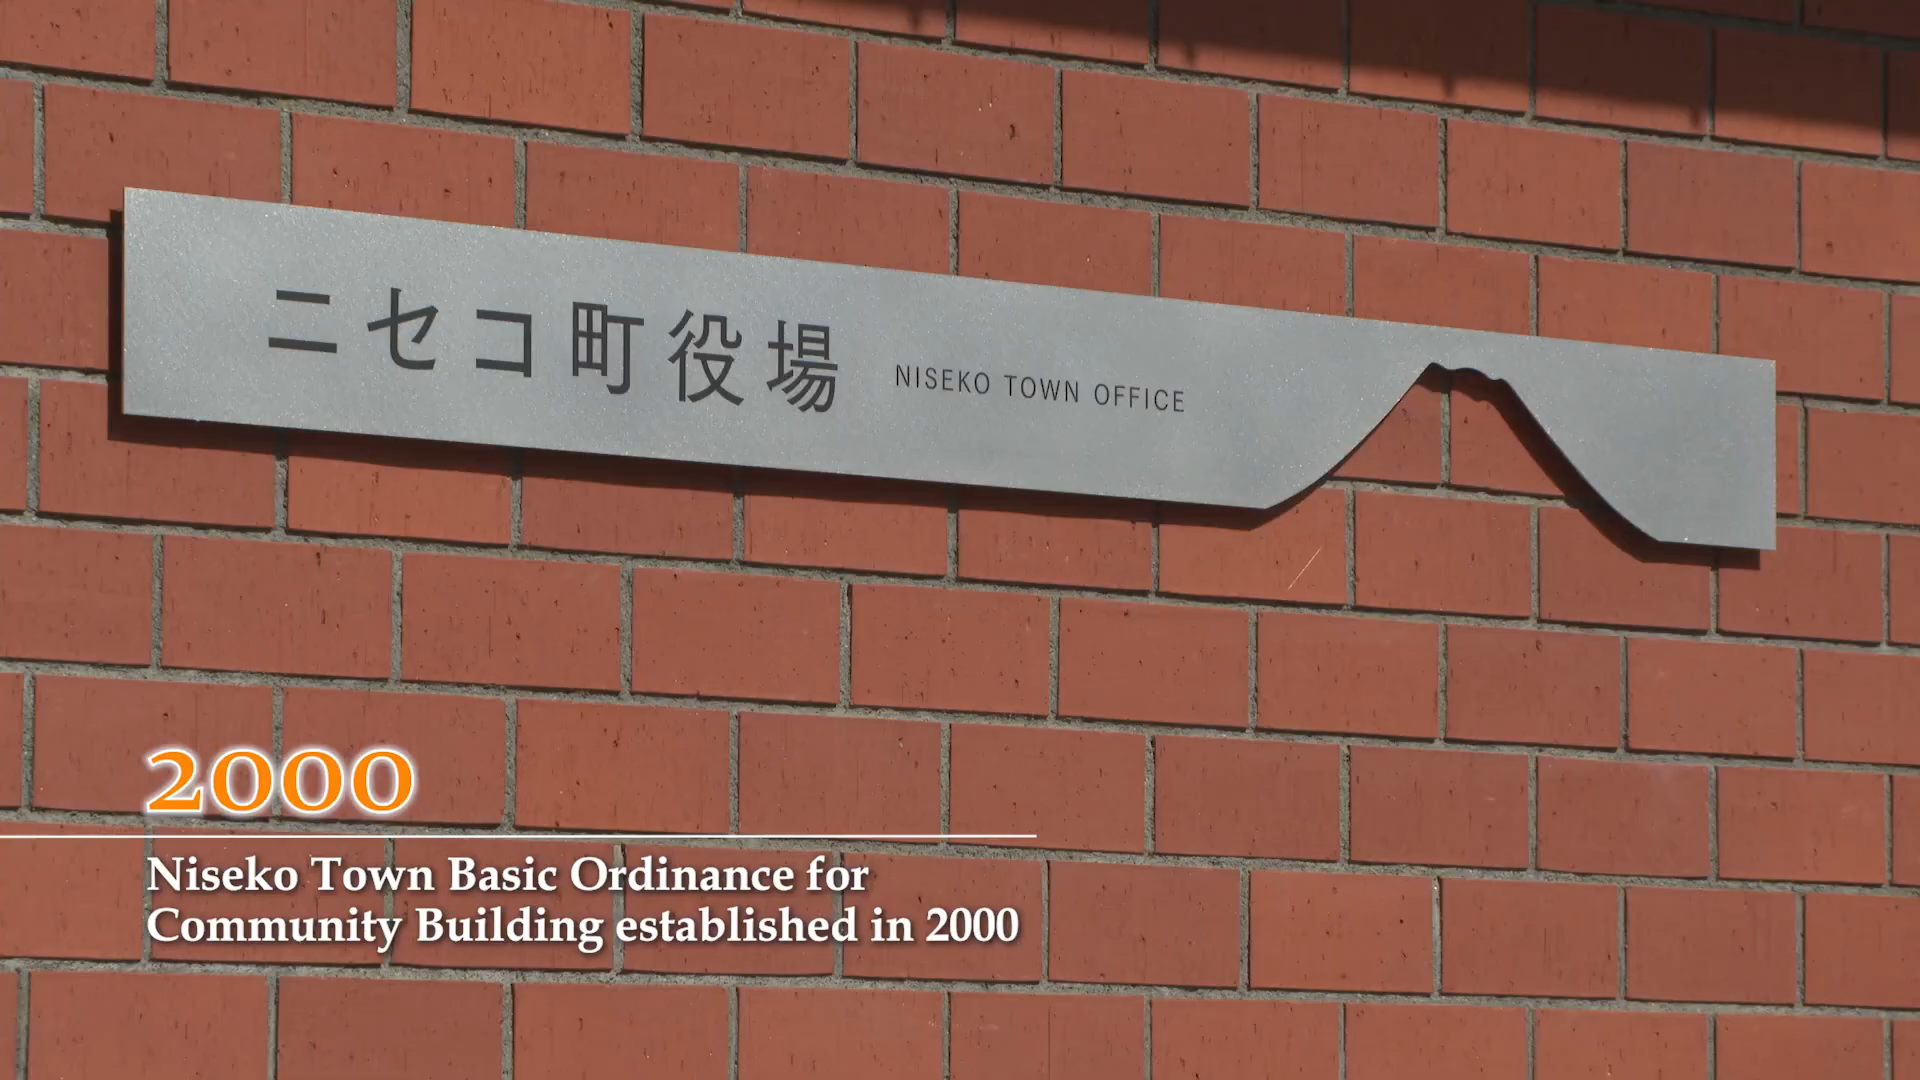 ニセコ町役場 NISEKO TOWN OFFICE
2000
Niseko Town Basic Ordinance for
Community Building established in 2000